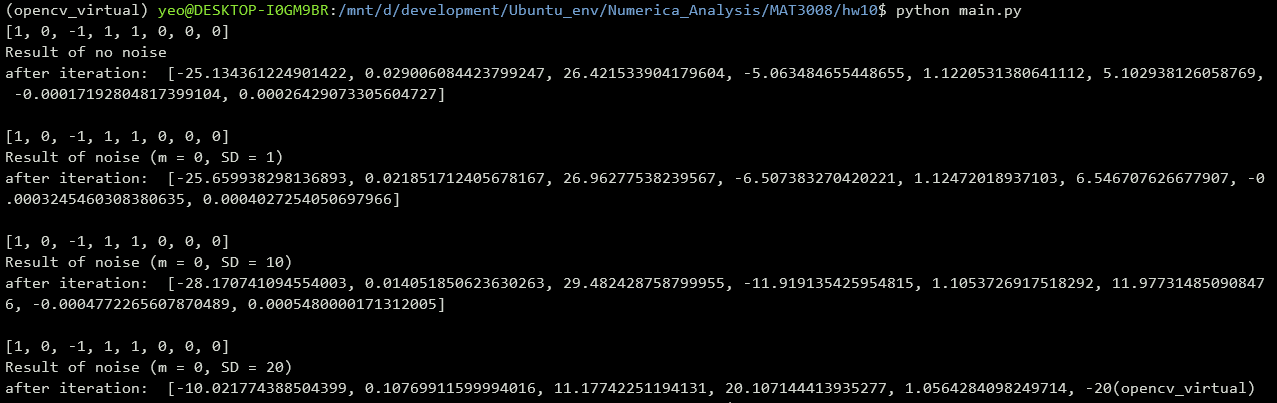 (opencv_virtual) yeo@DESKTOP-I0GM9BR:/mnt/d/development/Ubuntu_env/Numerica_Analysis/MAT3008/hw10$ python main.py
[1, 0, -1, 1, 1, 0, 0, 0]
Result of no noise
after iteration:  [-25.134361224901422, 0.029006084423799247, 26.421533904179604, -5.063484655448655, 1.1220531380641112, 5.102938126058769,
 -0.00017192804817399104, 0.00026429073305604727]
[1, 0, -1, 1, 1, 0, 0, 0]
Result of noise (m = 0, SD = 1)
after iteration:  [-25.659938298136893, 0.021851712405678167, 26.96277538239567, -6.507383270420221, 1.12472018937103, 6.546707626677907, -0
.0003245460308380635, 0.0004027254050697966]
[1, 0, -1, 1, 1, 0, 0, 0]
Result of noise (m = 0, SD = 10)
after iteration:  [-28.170741094554003, 0.014051850623630263, 29.482428758799955, -11.919135425954815, 1.1053726917518292, 11.97731485090847
6, -0.0004772265607870489, 0.0005480000171312005]
[1, 0, -1, 1, 1, 0, 0, 0]
Result of noise (m = 0, SD = 20)
after iteration:  [-10.021774388504399, 0.10769911599994016, 11.17742251194131, 20.107144413935277, 1.0564284098249714, -20(opencv_virtual)